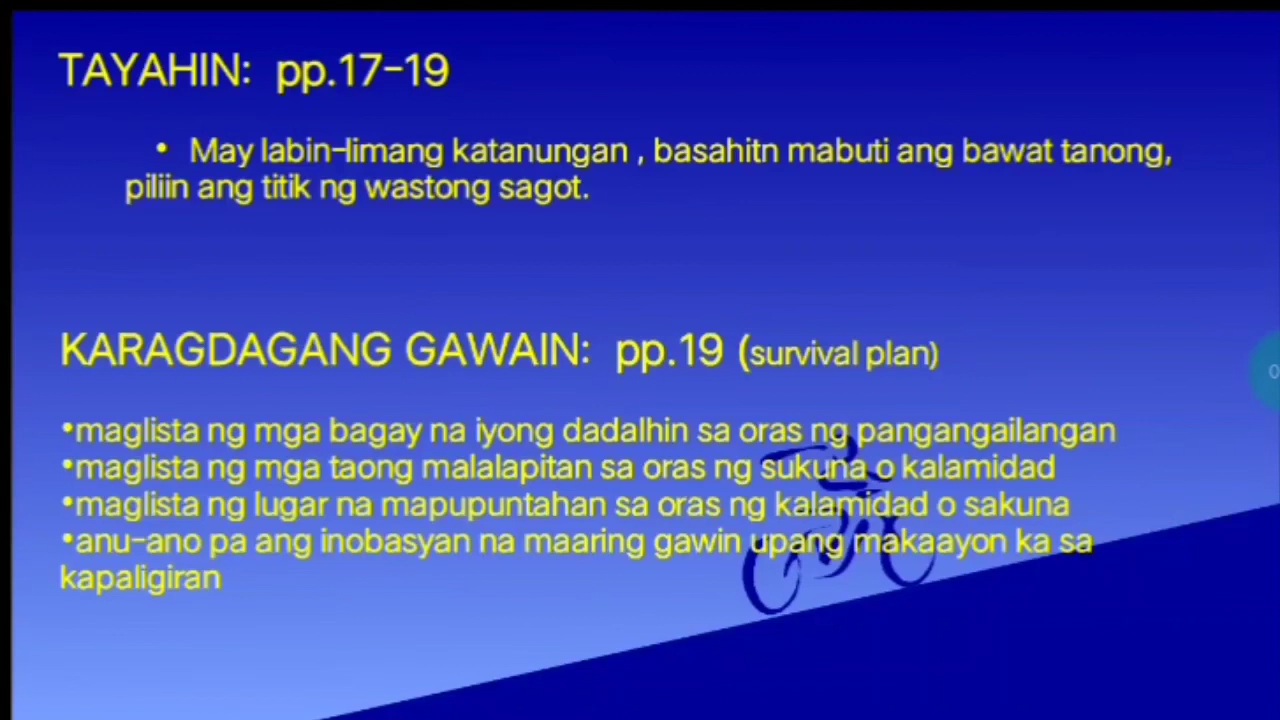 TAYAHIN: pp.17-19
• May labin-limang katanungan , basahitn mabuti ang bawat tanong,
piliin ang titik ng wastong sagot.
KARAGDAGANG GAWAIN: pp.19 (survival plan)
•maglista ng mga bagay na iyong dadalhin sa oras ng pangangailangan
•maglista ng mga taong malalapitan sa oras ng sukuna o kalamidad
•maglista ng lugar na mapupuntahan sa oras ng kalamidad o sakuna
•anu-ano pa ang inobasyan na maaring gawin upang makaayon ka sa
kapaligiran